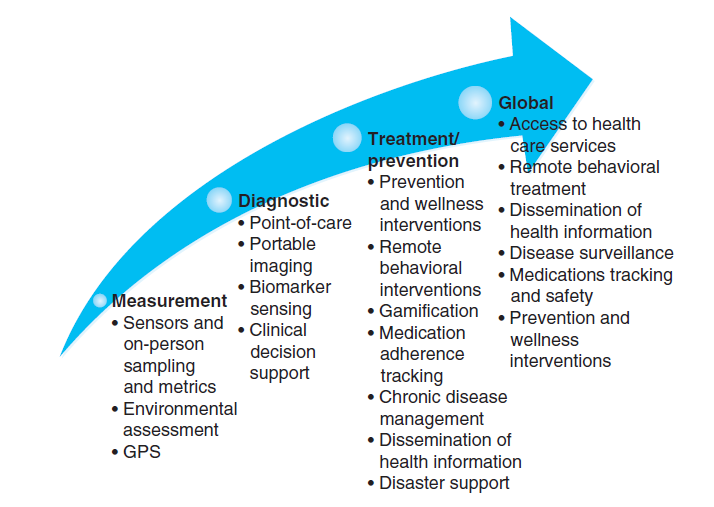 Measurement
• Sensors and
on-person
sampling
and metrics
• Environmental
assessment
• GPS
Diagnostic
• Point-of-care
• Portable
imaging
• Biomarker
sensing
• Clinical
decision
support
Treatment/
prevention
• Prevention
and wellness
interventions
• Remote
behavioral
interventions
• Gamification
• Medication
adherence
tracking
• Chronic disease
management
• Dissemination of
health information
• Disaster support
Global
• Access to health
care services
• Remote behavioral
treatment
• Dissemination of
health information
• Disease surveillance
• Medications tracking
and safety
• Prevention and
wellness
interventions